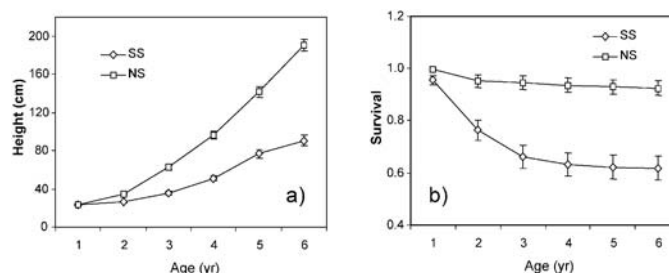 200
160
120
80
40
0
Height (cm)
SS
NS
a)
1 2 3 4 5 6
Age (yr)
1.2
1.0
0.8
0.6
0.4
Survival
SS
NS
b)
1 2 3 4 5 6
Age (yr)